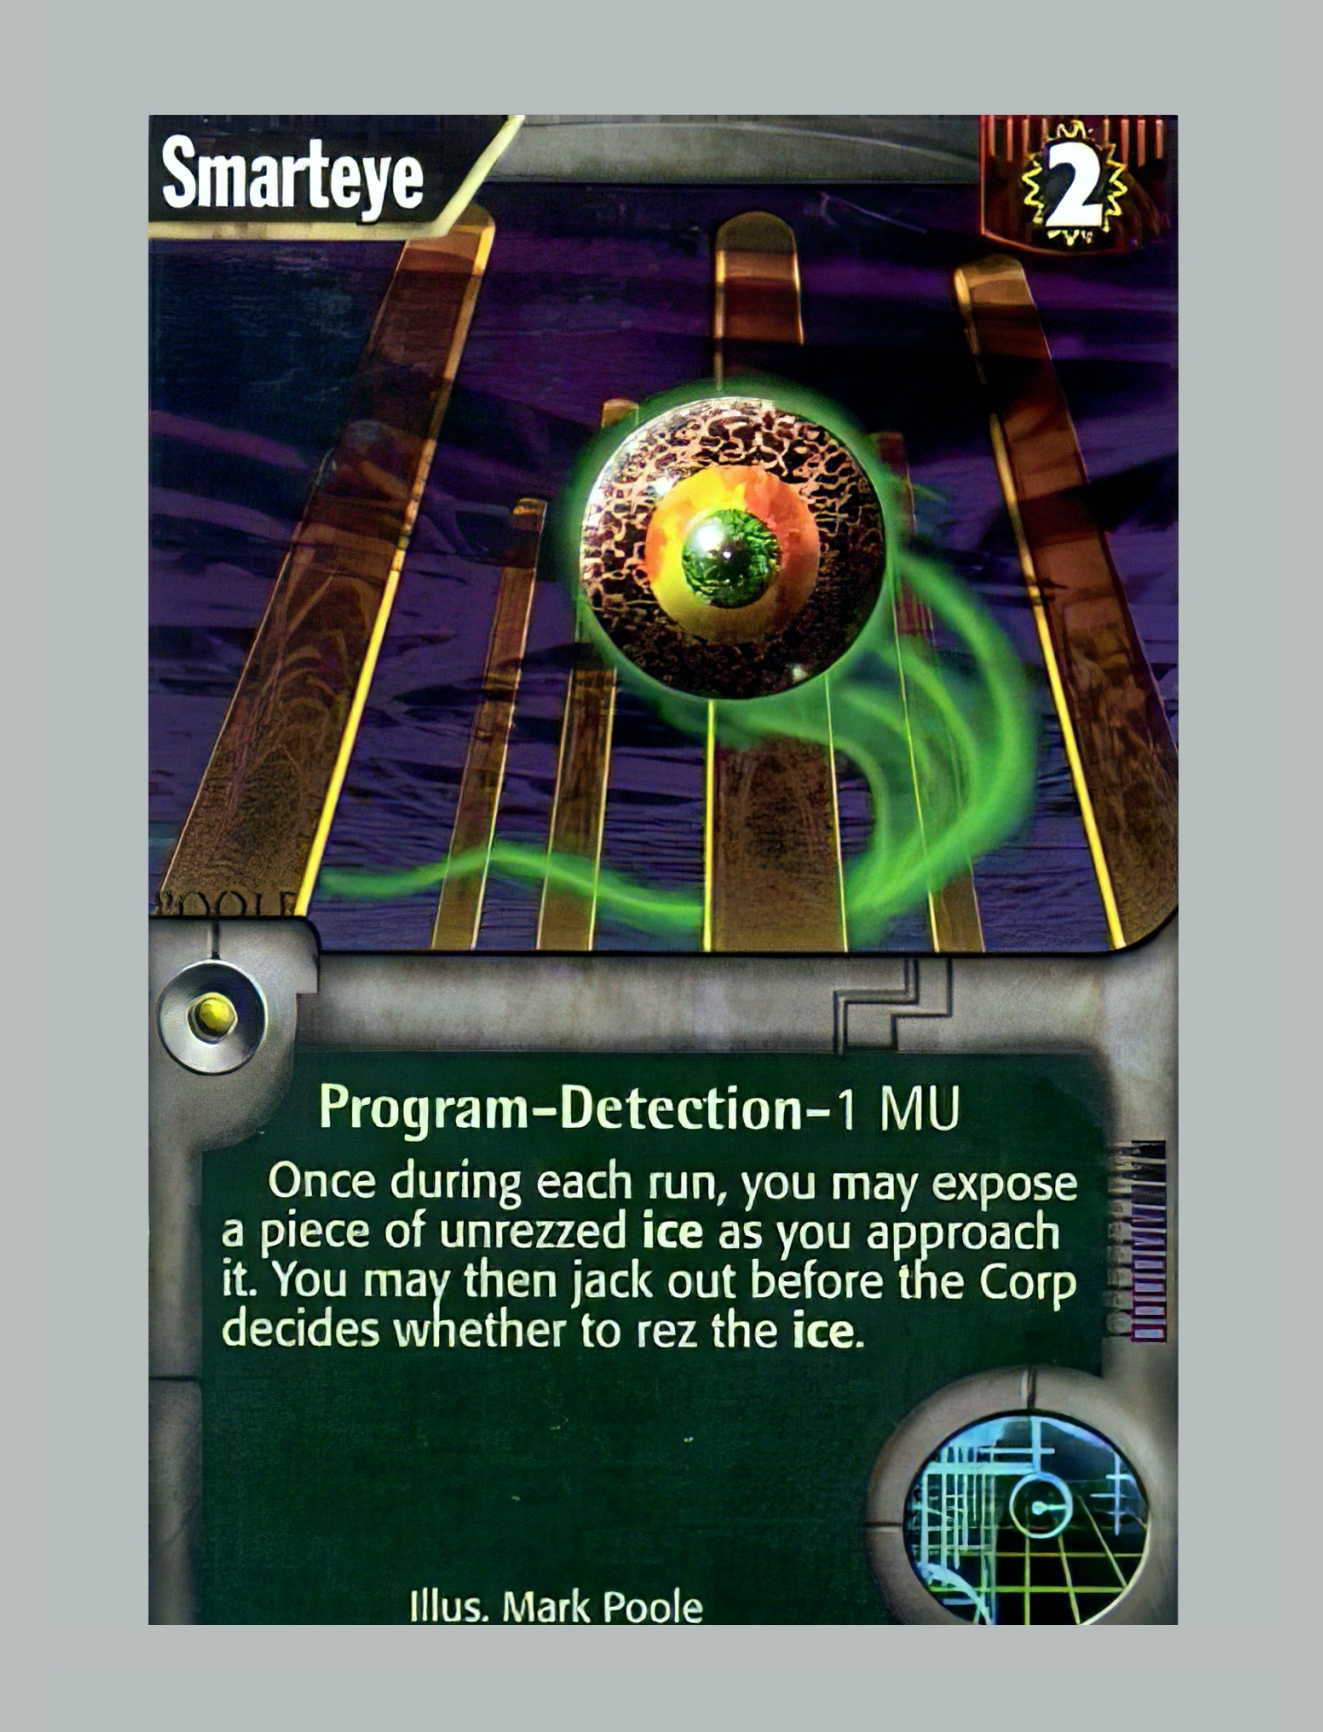 Smarteye
2
POOLE
Program-Detection-1 MU
Once during each run, you may expose
a piece of unrezzed ice as you approach
it. You may then jack out before the Corp
decides whether to rez the ice.
Illus. Mark Poole